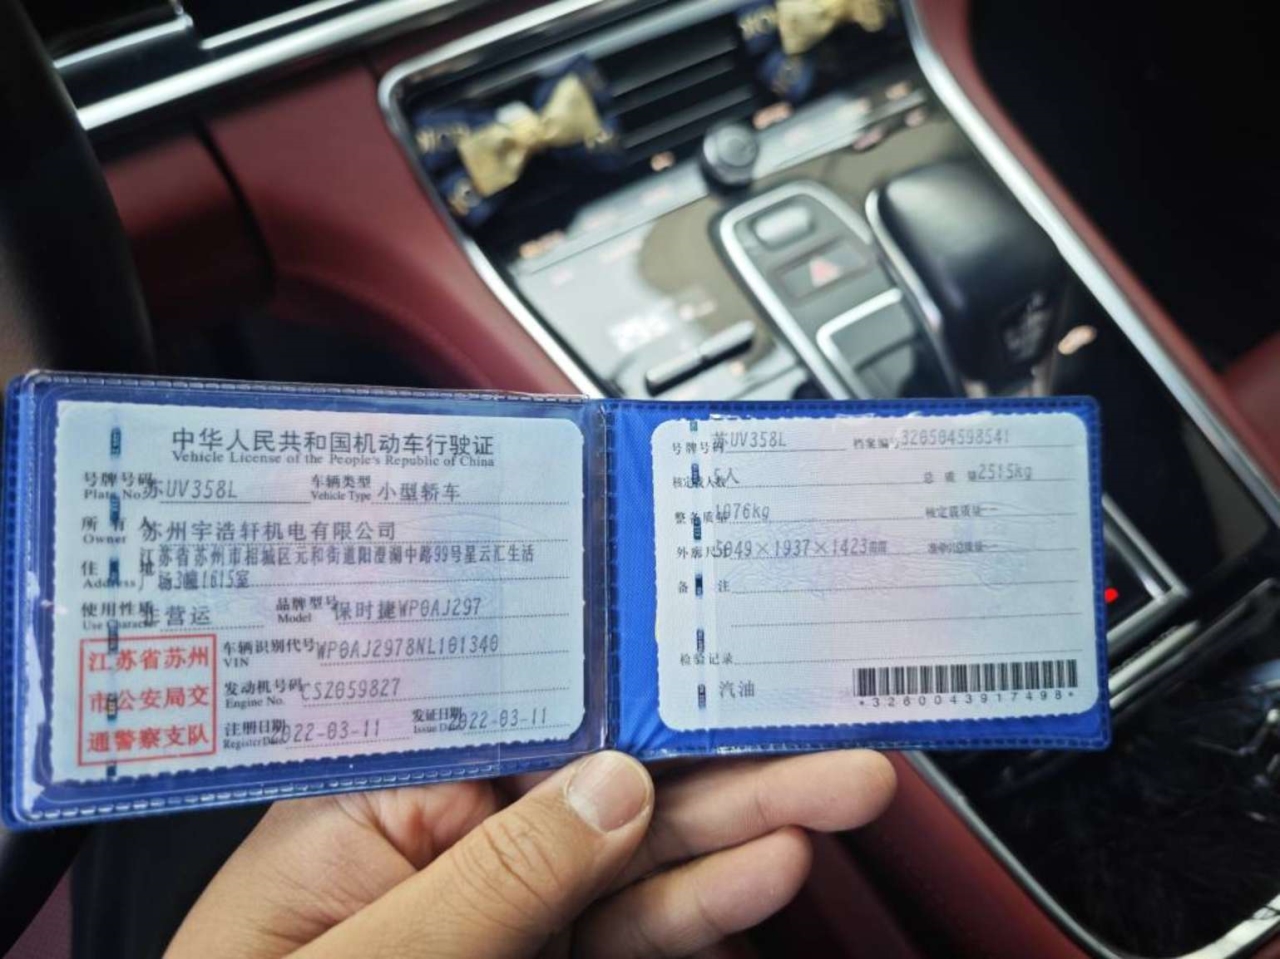 中华人民共和国机动车行驶证
Vehicle License of the People's Republic of China
号牌号码 苏UV358L 车辆类型 小型轿车
Plate No. Vehicle Type
所有人 苏州宇浩轩机电有限公司
Owner
住址 江苏省苏州市相城区元和街道阳澄湖中路99号星云汇生活
Address 广场3幢1615室
使用性质 非营运 品牌型号 保时捷WP0AJ297
Use Character Model
车辆识别代号 WP0AJ2978NL101340
VIN
发动机号码 CSZ059827
Engine No.
注册日期 2022-03-11 发证日期 2022-03-11
Register Date Issue Date
江苏省苏州
市公安局交
通警察支队
号牌号码 苏UV358L 档案编号 320504598541
核定载人数 5人 总质量 2515kg
整备质量 1976kg 核定载质量 --
外廓尺寸 5049×1937×1423 准牵引总质量 --
备注
检验记录
汽油
*3260043917498*